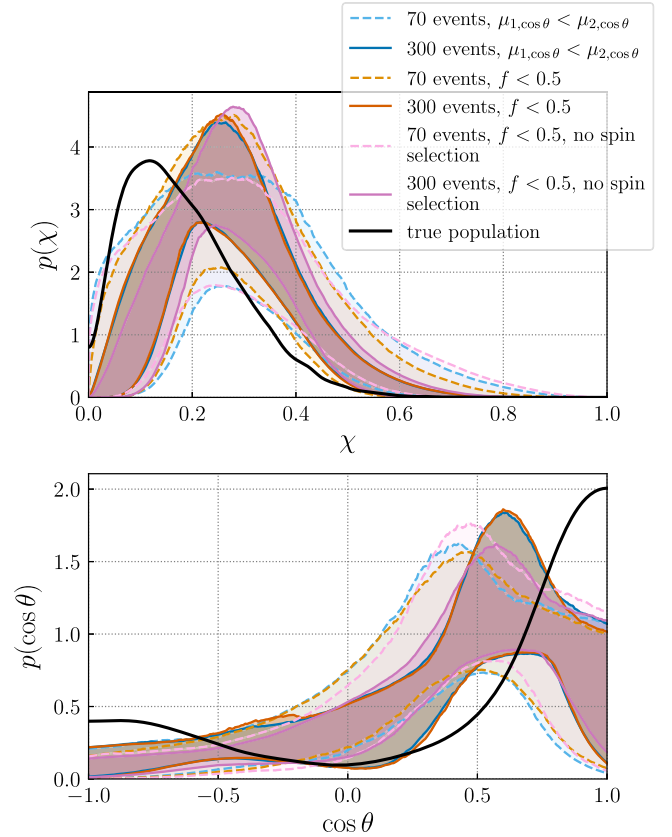 70 events, μ1,cos θ < μ2,cos θ
300 events, μ1,cos θ < μ2,cos θ
70 events, f < 0.5
300 events, f < 0.5
70 events, f < 0.5, no spin
selection
300 events, f < 0.5, no spin
selection
true population
p(χ)
4
3
2
1
0
0.0 0.2 0.4 0.6 0.8 1.0
χ
p(cos θ)
2.0
1.5
1.0
0.5
0.0
−1.0 −0.5 0.0 0.5 1.0
cos θ